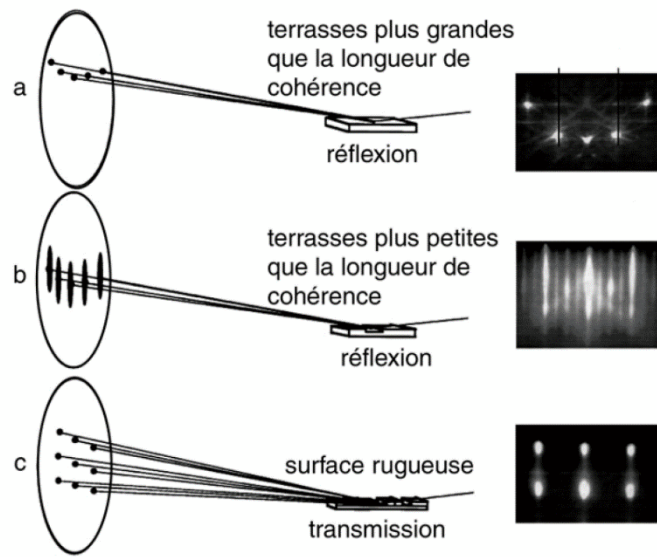 terrasses plus grandes
que la longueur de
cohérence
a
réflexion
terrasses plus petites
que la longueur de
cohérence
b
réflexion
c
surface rugueuse
transmission